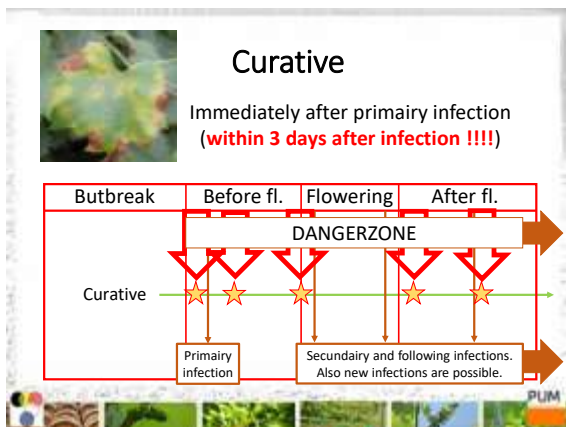 Curative
Immediately after primairy infection
(within 3 days after infection !!!!)
Butbreak Before fl. Flowering After fl.
DANGERZONE
Curative
Primairy
infection
Secundairy and following infections.
Also new infections are possible.
PUM